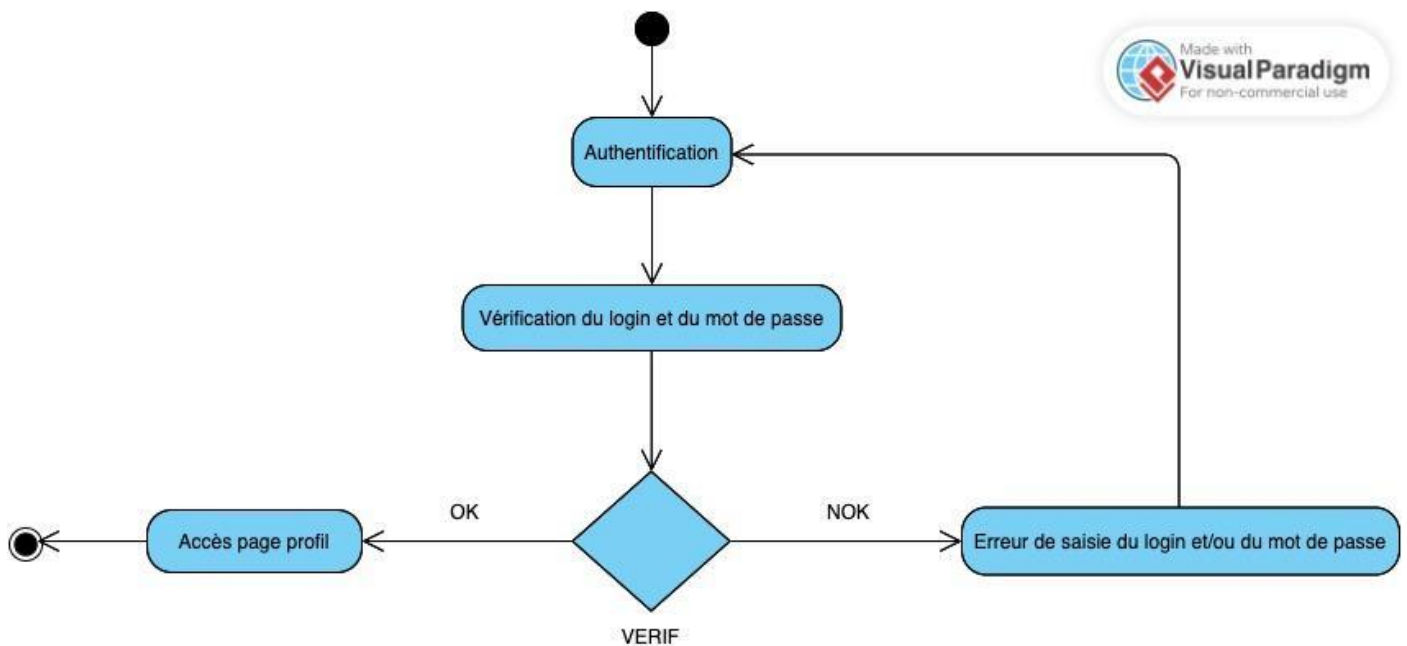 Made with
Visual Paradigm
For non-commercial use
Authentification
Vérification du login et du mot de passe
OK
NOK
Accès page profil
Erreur de saisie du login et/ou du mot de passe
VERIF